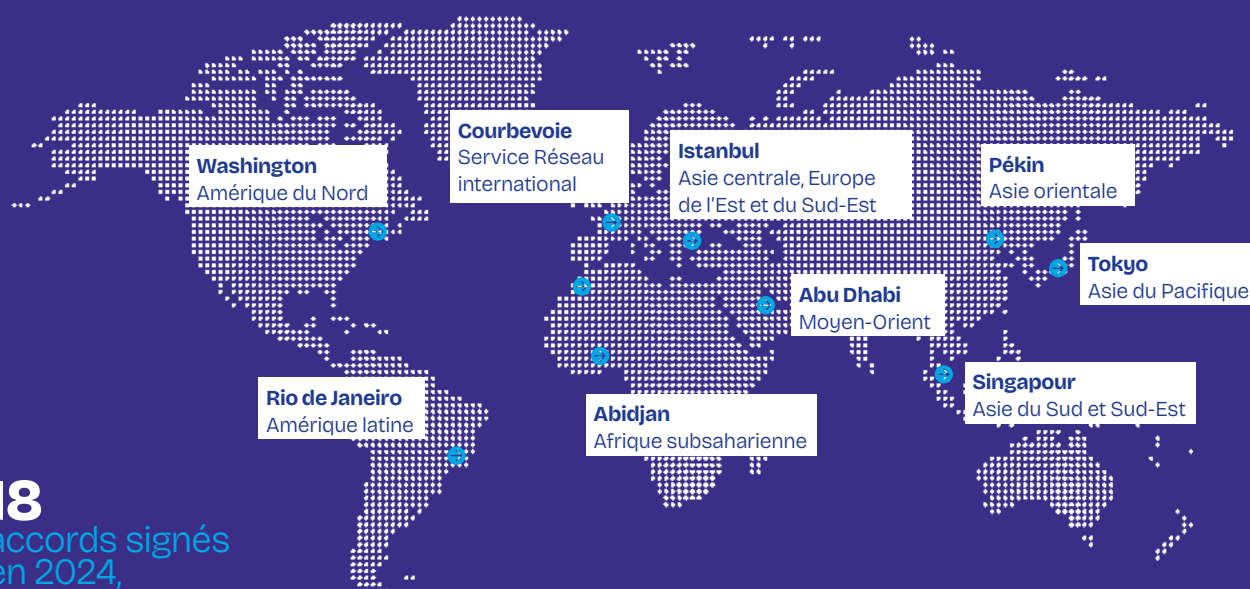 Courbevoie
Service Réseau
international
Istanbul
Asie centrale, Europe
de l'Est et du Sud-Est
Washington
Amérique du Nord
Pékin
Asie orientale
Tokyo
Asie du Pacifique
Abu Dhabi
Moyen-Orient
Singapour
Asie du Sud et Sud-Est
Rio de Janeiro
Amérique latine
Abidjan
Afrique subsaharienne
18
accords signés
en 2024,